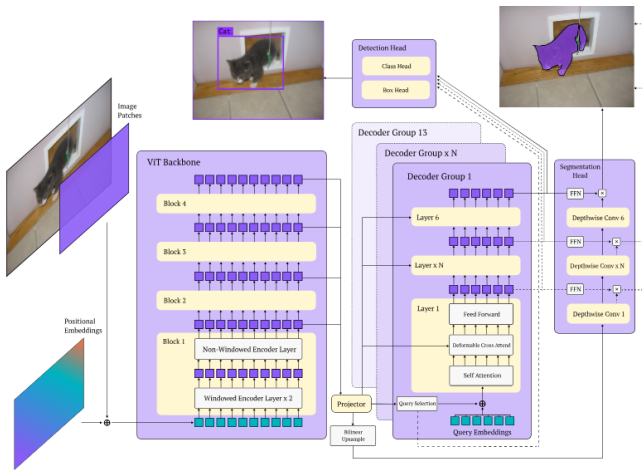 Cat
Image
Patches
Positional
Embeddings
ViT Backbone
Block 4
Block 3
Block 2
Block 1
Non-Windowed Encoder Layer
Windowed Encoder Layer x 2
Detection Head
Class Head
Box Head
Decoder Group 13
Decoder Group x N
Decoder Group 1
Layer 6
Layer x N
Layer 1
Feed Forward
Deformable Cross Attend
Self Attention
Projector
Query Selection
Bilinear
Upsample
Query Embeddings
Segmentation
Head
FFN
Depthwise Conv 6
FFN
Depthwise Conv x N
FFN
Depthwise Conv 1